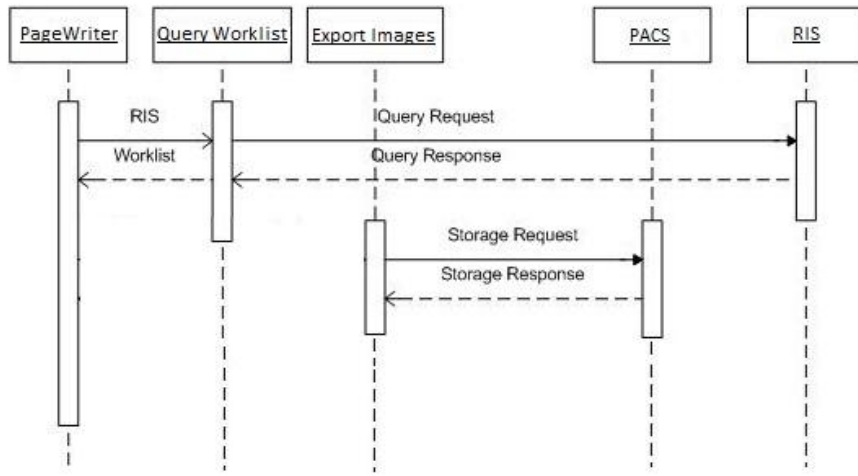 PageWriter
Query Worklist
Export Images
PACS
RIS
RIS
Query Request
Worklist
Query Response
Storage Request
Storage Response